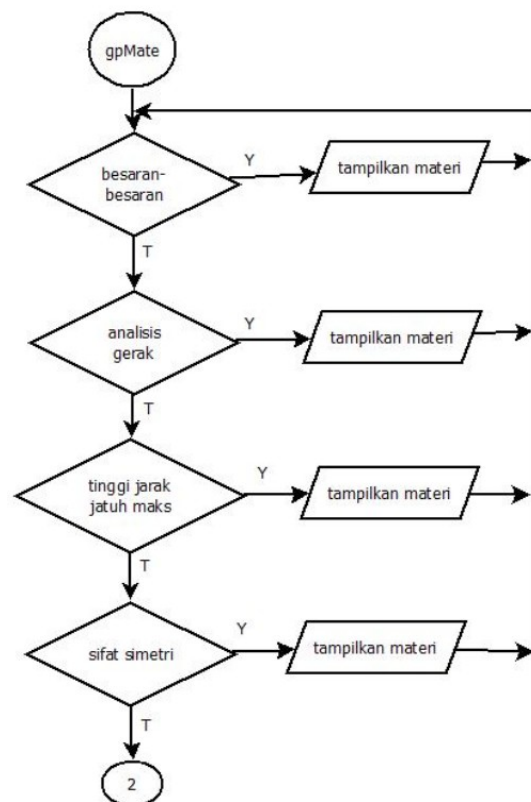 gpMate
besaran-
besaran
Y
tampilkan materi
T
analisis
gerak
Y
tampilkan materi
T
tinggi jarak
jatuh maks
Y
tampilkan materi
T
sifat simetri
Y
tampilkan materi
T
2